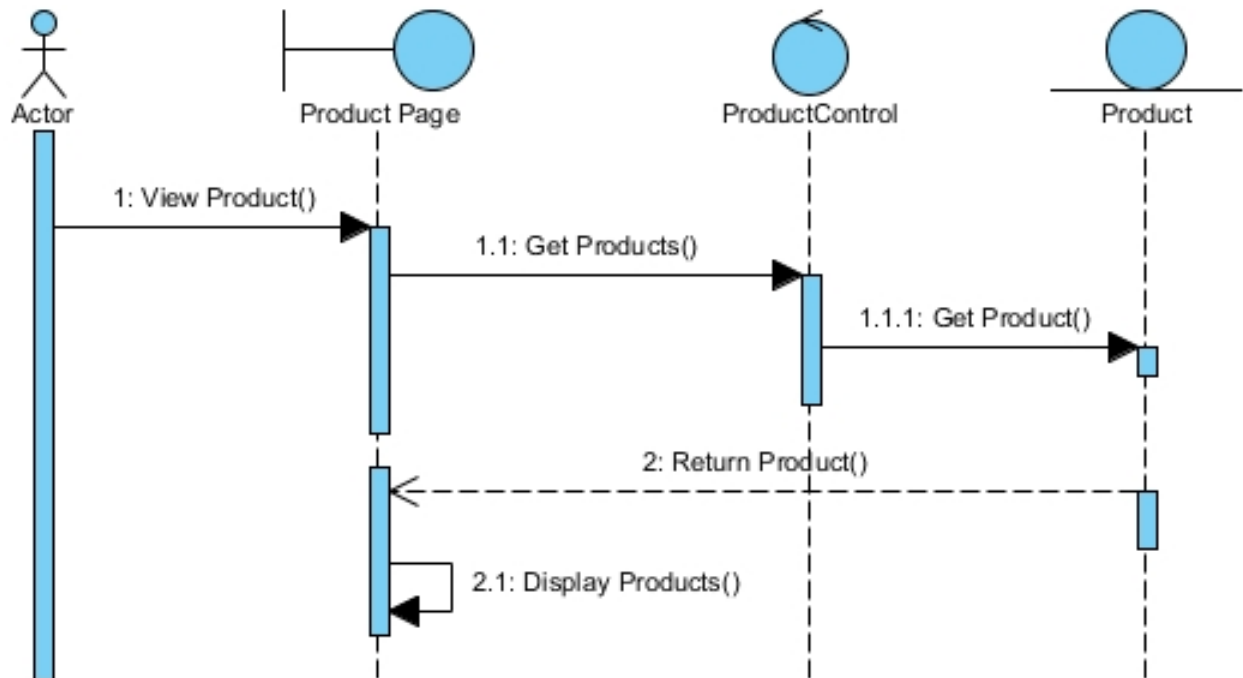 Actor
Product Page
ProductControl
Product
1: View Product()
1.1: Get Products()
1.1.1: Get Product()
2: Return Product()
2.1: Display Products()